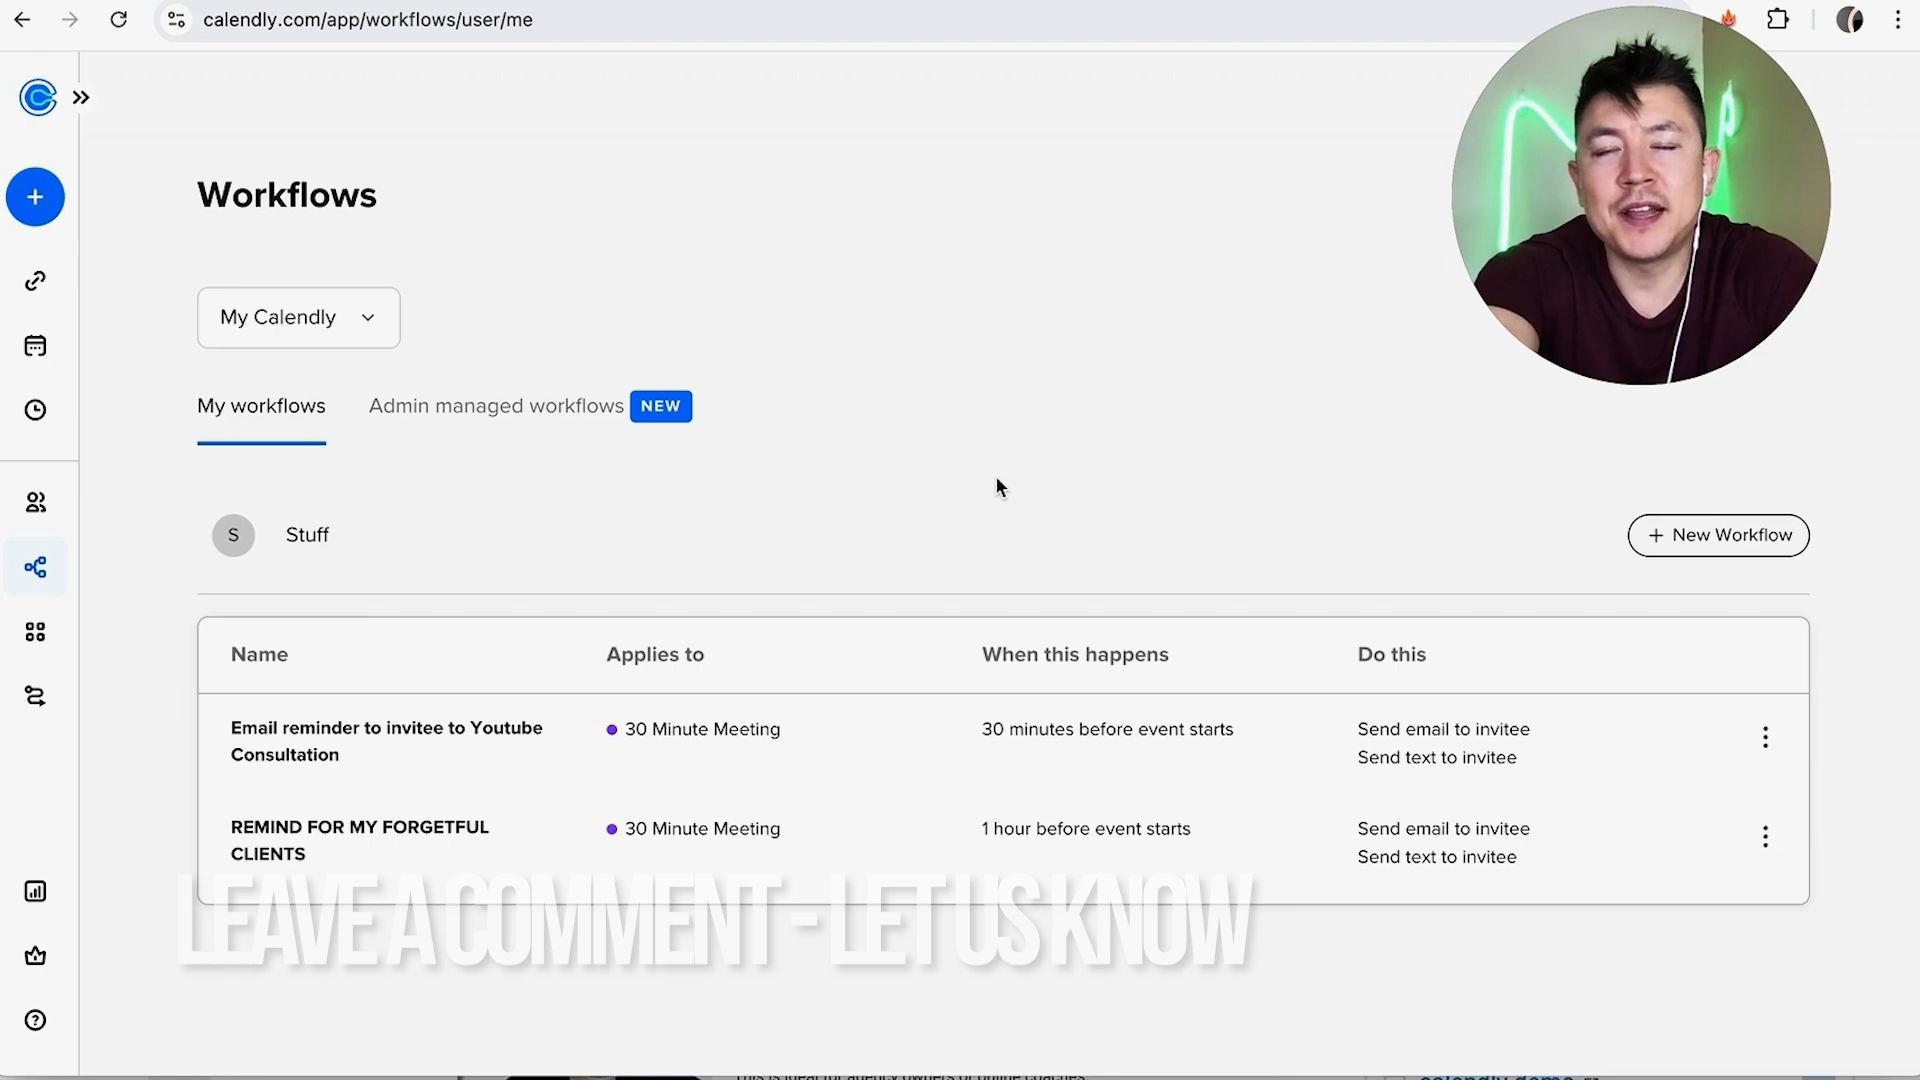 calendly.com/app/workflows/user/me
Workflows
My Calendly
My workflows
Admin managed workflows NEW
S Stuff
+ New Workflow
Name Applies to When this happens Do this
Email reminder to invitee to Youtube
Consultation
30 Minute Meeting
30 minutes before event starts
Send email to invitee
Send text to invitee
REMIND FOR MY FORGETFUL
CLIENTS
30 Minute Meeting
1 hour before event starts
Send email to invitee
Send text to invitee
LEAVE A COMMENT - LET US KNOW